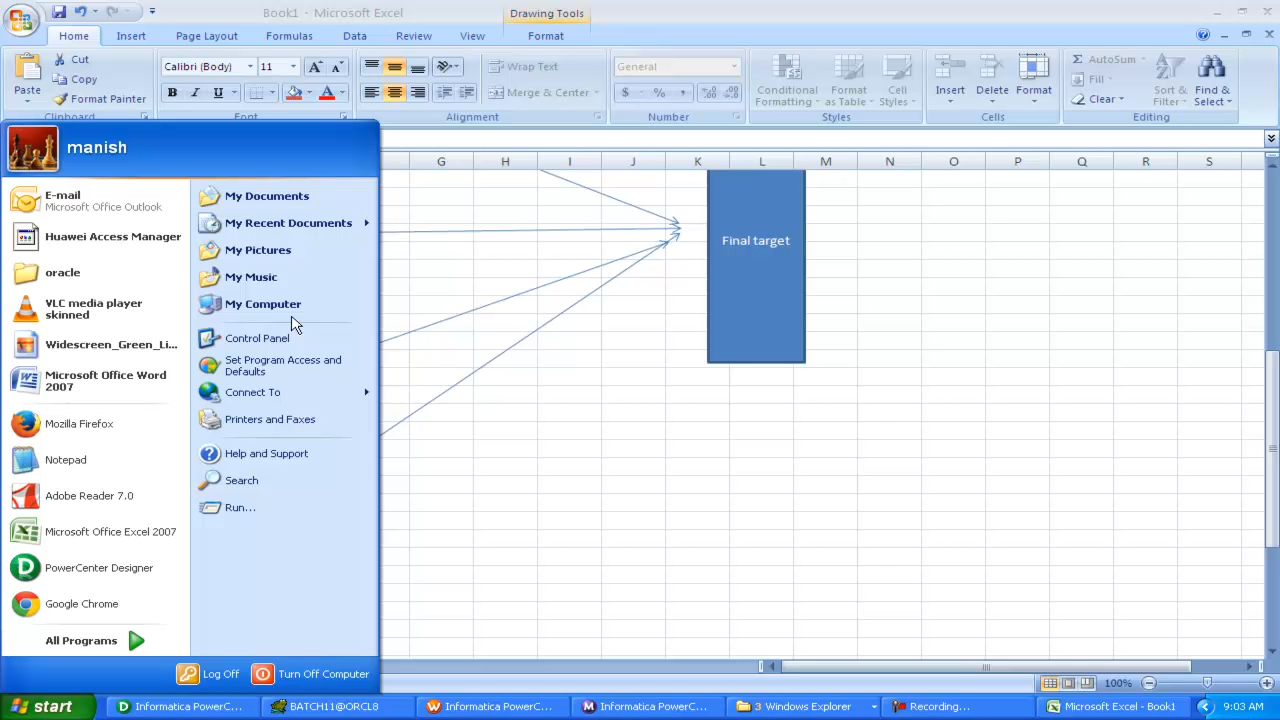 Book1 - Microsoft Excel
Drawing Tools
Home Insert Page Layout Formulas Data Review View Format
Cut
Copy
Format Painter
Paste
Clipboard
Calibri (Body) 11
B I U
Font
Wrap Text
Merge & Center
Alignment
General
$ % ,
Number
Conditional
Formatting
Format
as Table
Cell
Styles
Styles
Insert Delete Format
Cells
AutoSum
Fill
Clear
Sort &
Filter
Find &
Select
Editing
manish
G H I J K L M N O P Q R S
Final target
E-mail
Microsoft Office Outlook
Huawei Access Manager
oracle
VLC media player
skinned
Widescreen_Green_Li...
Microsoft Office Word
2007
Mozilla Firefox
Notepad
Adobe Reader 7.0
Microsoft Office Excel 2007
PowerCenter Designer
Google Chrome
All Programs
My Documents
My Recent Documents
My Pictures
My Music
My Computer
Control Panel
Set Program Access and
Defaults
Connect To
Printers and Faxes
Help and Support
Search
Run...
Log Off Turn Off Computer
100%
start
Informatica PowerC...
BATCH11@ORCL8
Informatica PowerC...
Informatica PowerC...
3 Windows Explorer
Recording...
Microsoft Excel - Book1
9:03 AM